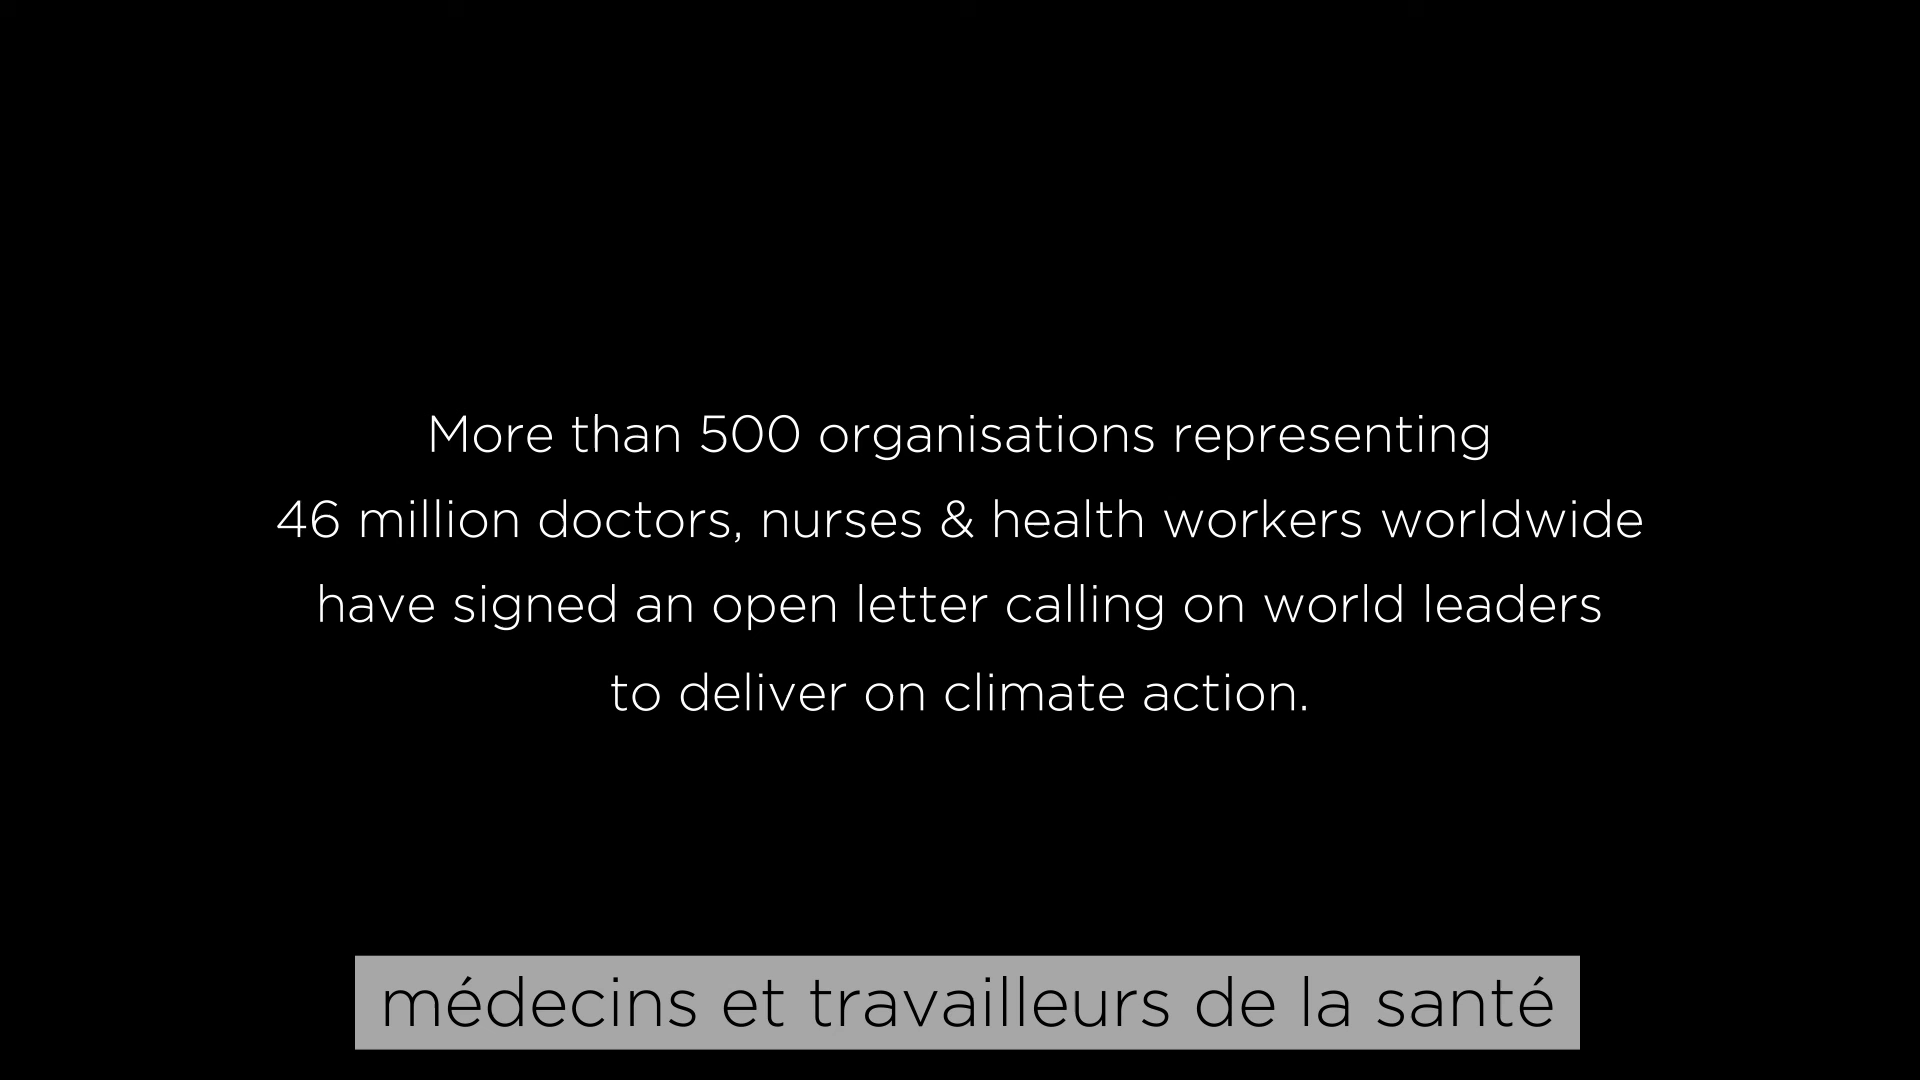 More than 500 organisations representing
46 million doctors, nurses & health workers worldwide
have signed an open letter calling on world leaders
to deliver on climate action.
médecins et travailleurs de la santé